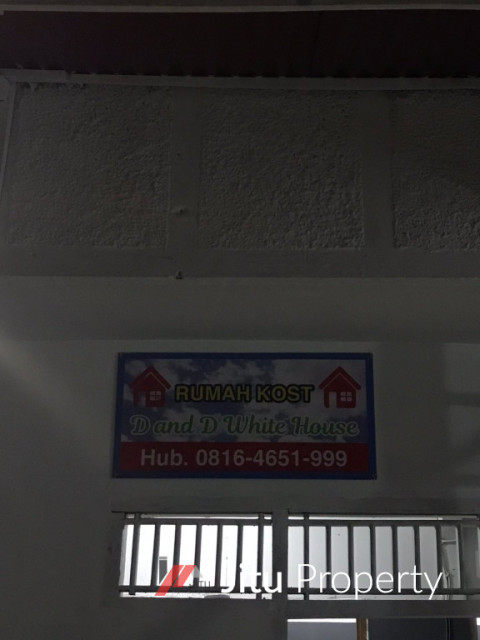 RUMAH KOST
D and D White House
Hub. 0816-4651-999
Jitu Property